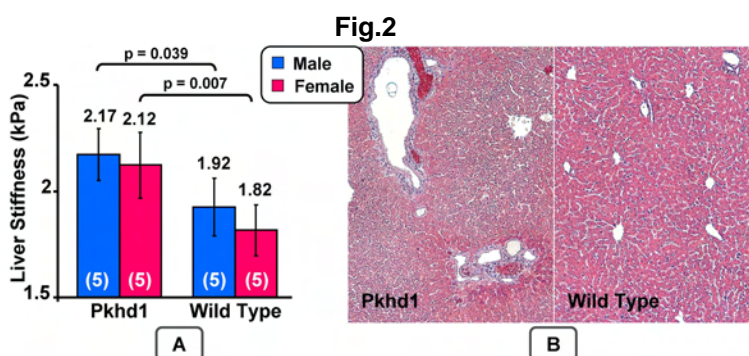 Fig.2
p = 0.039
p = 0.007
Male
Female
Liver Stiffness (kPa)
2.5
2
1.5
2.17
2.12
1.92
1.82
(5)
(5)
(5)
(5)
Pkhd1
Wild Type
A
Pkhd1
Wild Type
B